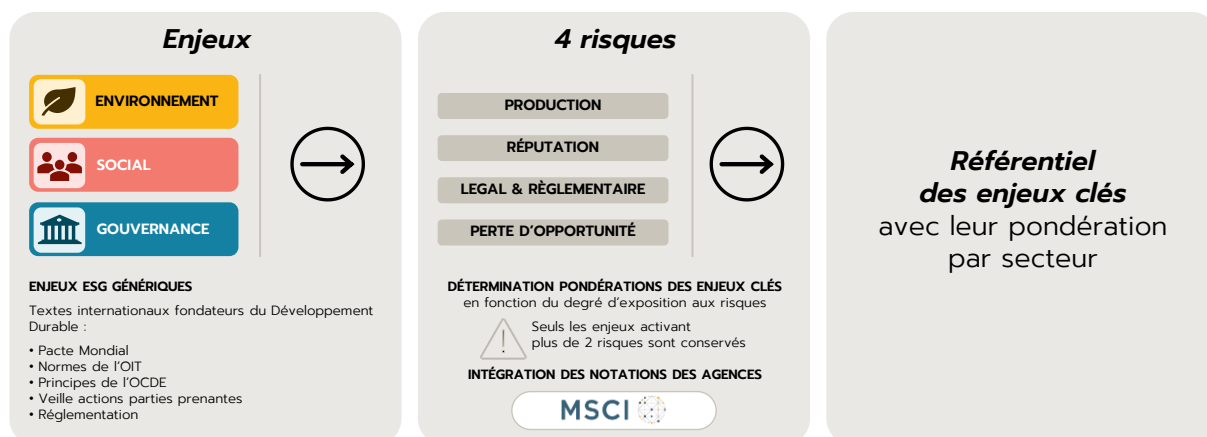 Enjeux
ENVIRONNEMENT
SOCIAL
GOUVERNANCE
ENJEUX ESG GÉNÉRIQUES
Textes internationaux fondateurs du Développement
Durable :
• Pacte Mondial
• Normes de l'OIT
• Principes de l'OCDE
• Veille actions parties prenantes
• Réglementation
4 risques
PRODUCTION
RÉPUTATION
LEGAL & RÈGLEMENTAIRE
PERTE D'OPPORTUNITÉ
DÉTERMINATION PONDÉRATIONS DES ENJEUX CLÉS
en fonction du degré d'exposition aux risques
Seuls les enjeux activant
plus de 2 risques sont conservés
INTÉGRATION DES NOTATIONS DES AGENCES
MSCI
Référentiel
des enjeux clés
avec leur pondération
par secteur